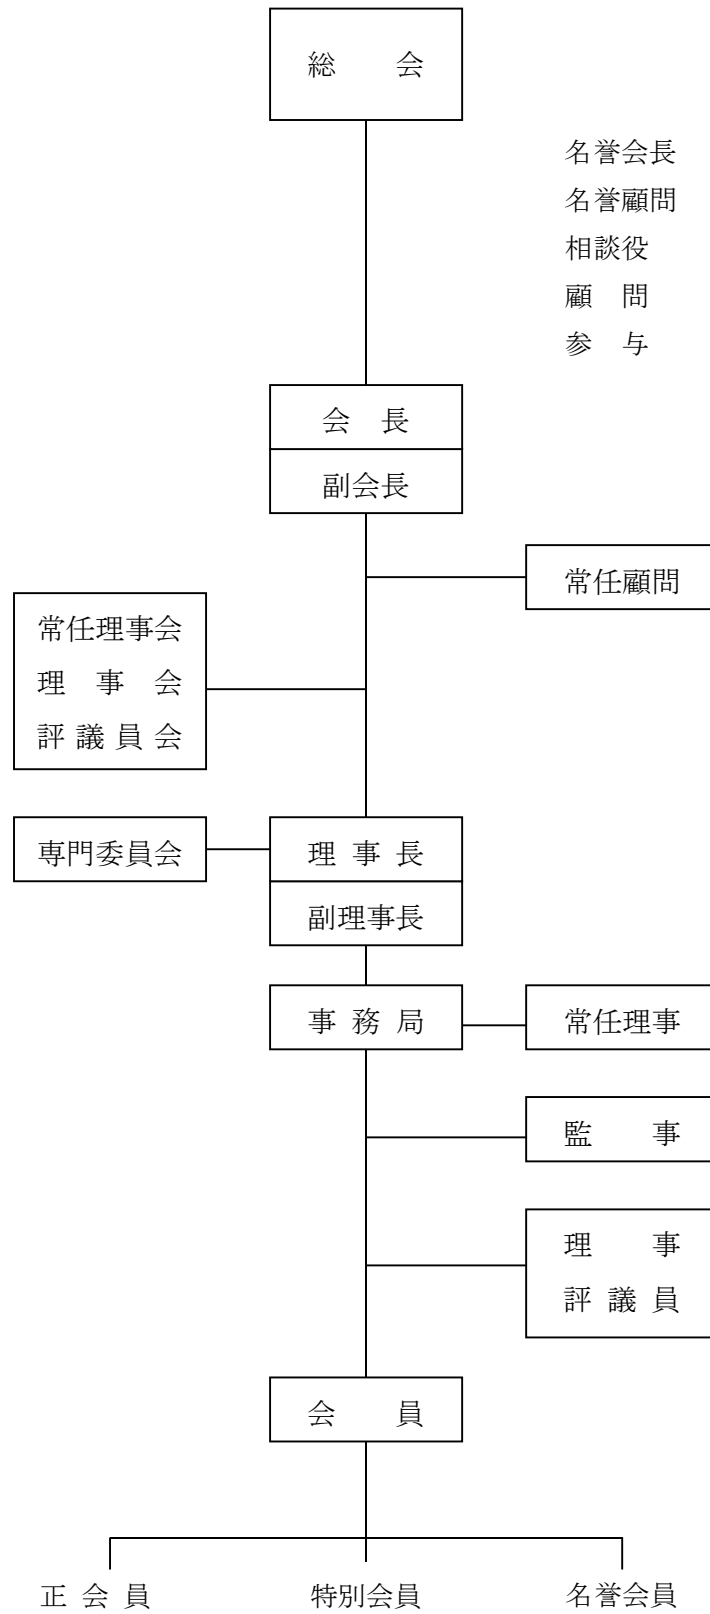 総　　会
名誉会長
名誉顧問
相談役
顧　問
参　与
会　長
副会長
常任顧問
常任理事会
理　事　会
評 議 員 会
専門委員会
理 事 長
副理事長
事 務 局
常任理事
監　　事
理　　事
評 議 員
会　　員
正 会 員
特別会員
名誉会員